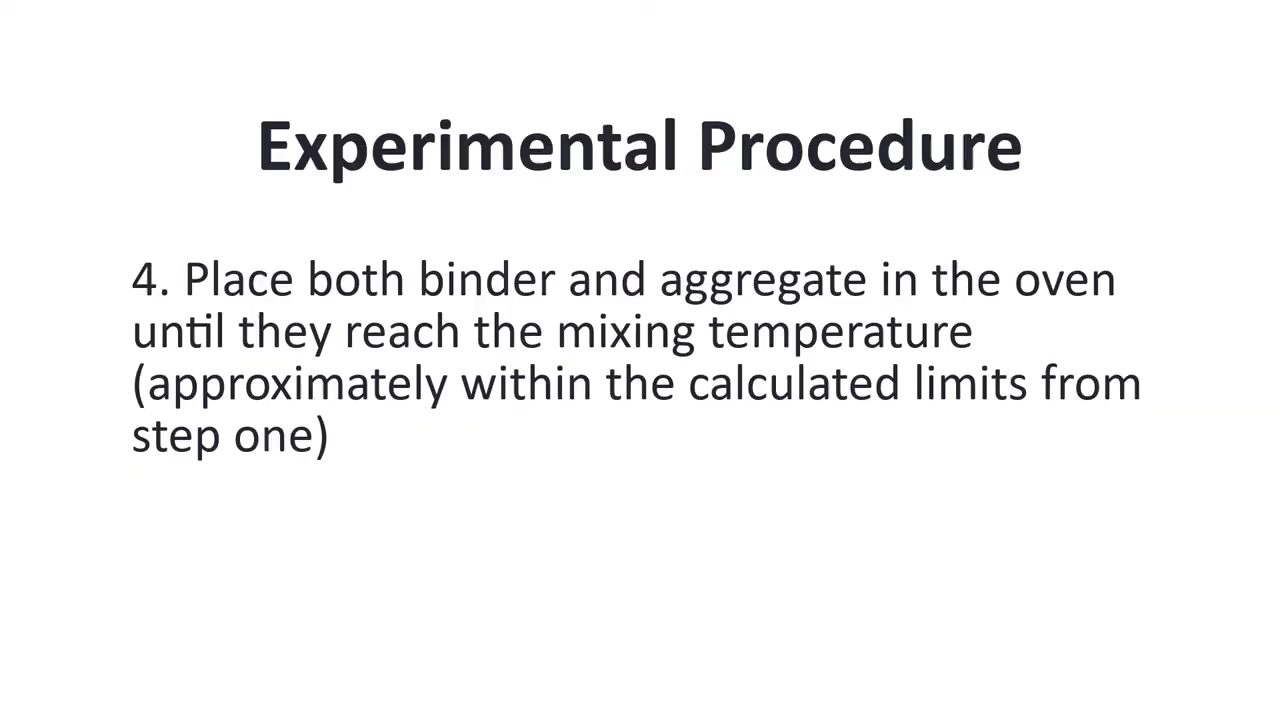 Experimental Procedure
4. Place both binder and aggregate in the oven
until they reach the mixing temperature
(approximately within the calculated limits from
step one)